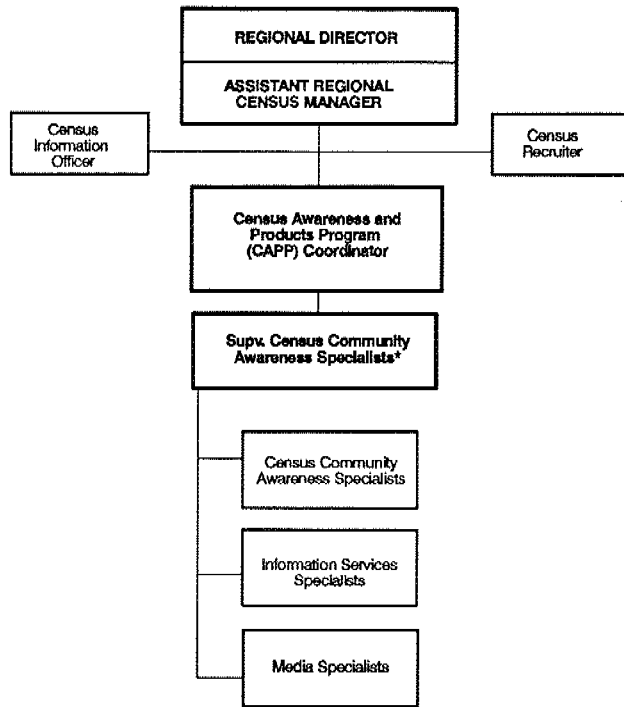 REGIONAL DIRECTOR
ASSISTANT REGIONAL
CENSUS MANAGER
Census
Information
Officer
Census
Recruiter
Census Awareness and
Products Program
(CAPP) Coordinator
Supv. Census Community
Awareness Specialists*
Census Community
Awareness Specialists
Information Services
Specialists
Media Specialists